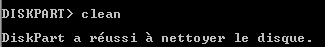 DISKPART> clean
DiskPart a réussi à nettoyer le disque.